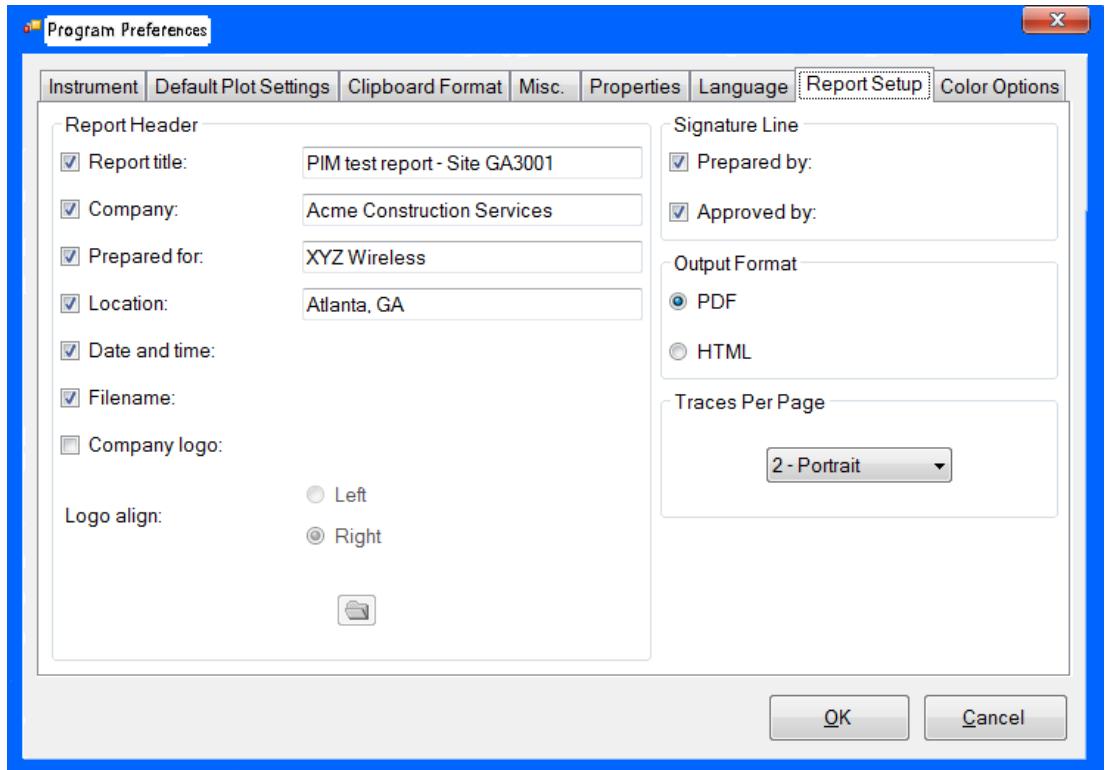 Program Preferences
x
Instrument Default Plot Settings Clipboard Format Misc. Properties Language Report Setup Color Options
Report Header
Report title: PIM test report - Site GA3001
Company: Acme Construction Services
Prepared for: XYZ Wireless
Location: Atlanta, GA
Date and time:
Filename:
Company logo:
Logo align:
Left
Right
Signature Line
Prepared by:
Approved by:
Output Format
PDF
HTML
Traces Per Page
2 - Portrait
OK Cancel